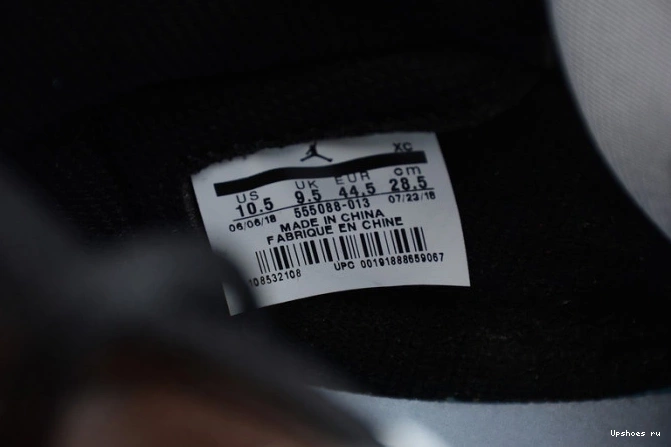 XC
US UK EUR cm
10.5 9.5 44.5 28.5
06/06/18 555088-013 07/23/18
MADE IN CHINA
FABRIQUE EN CHINE
108532108 UPC 00191888659067
Upshoes ru